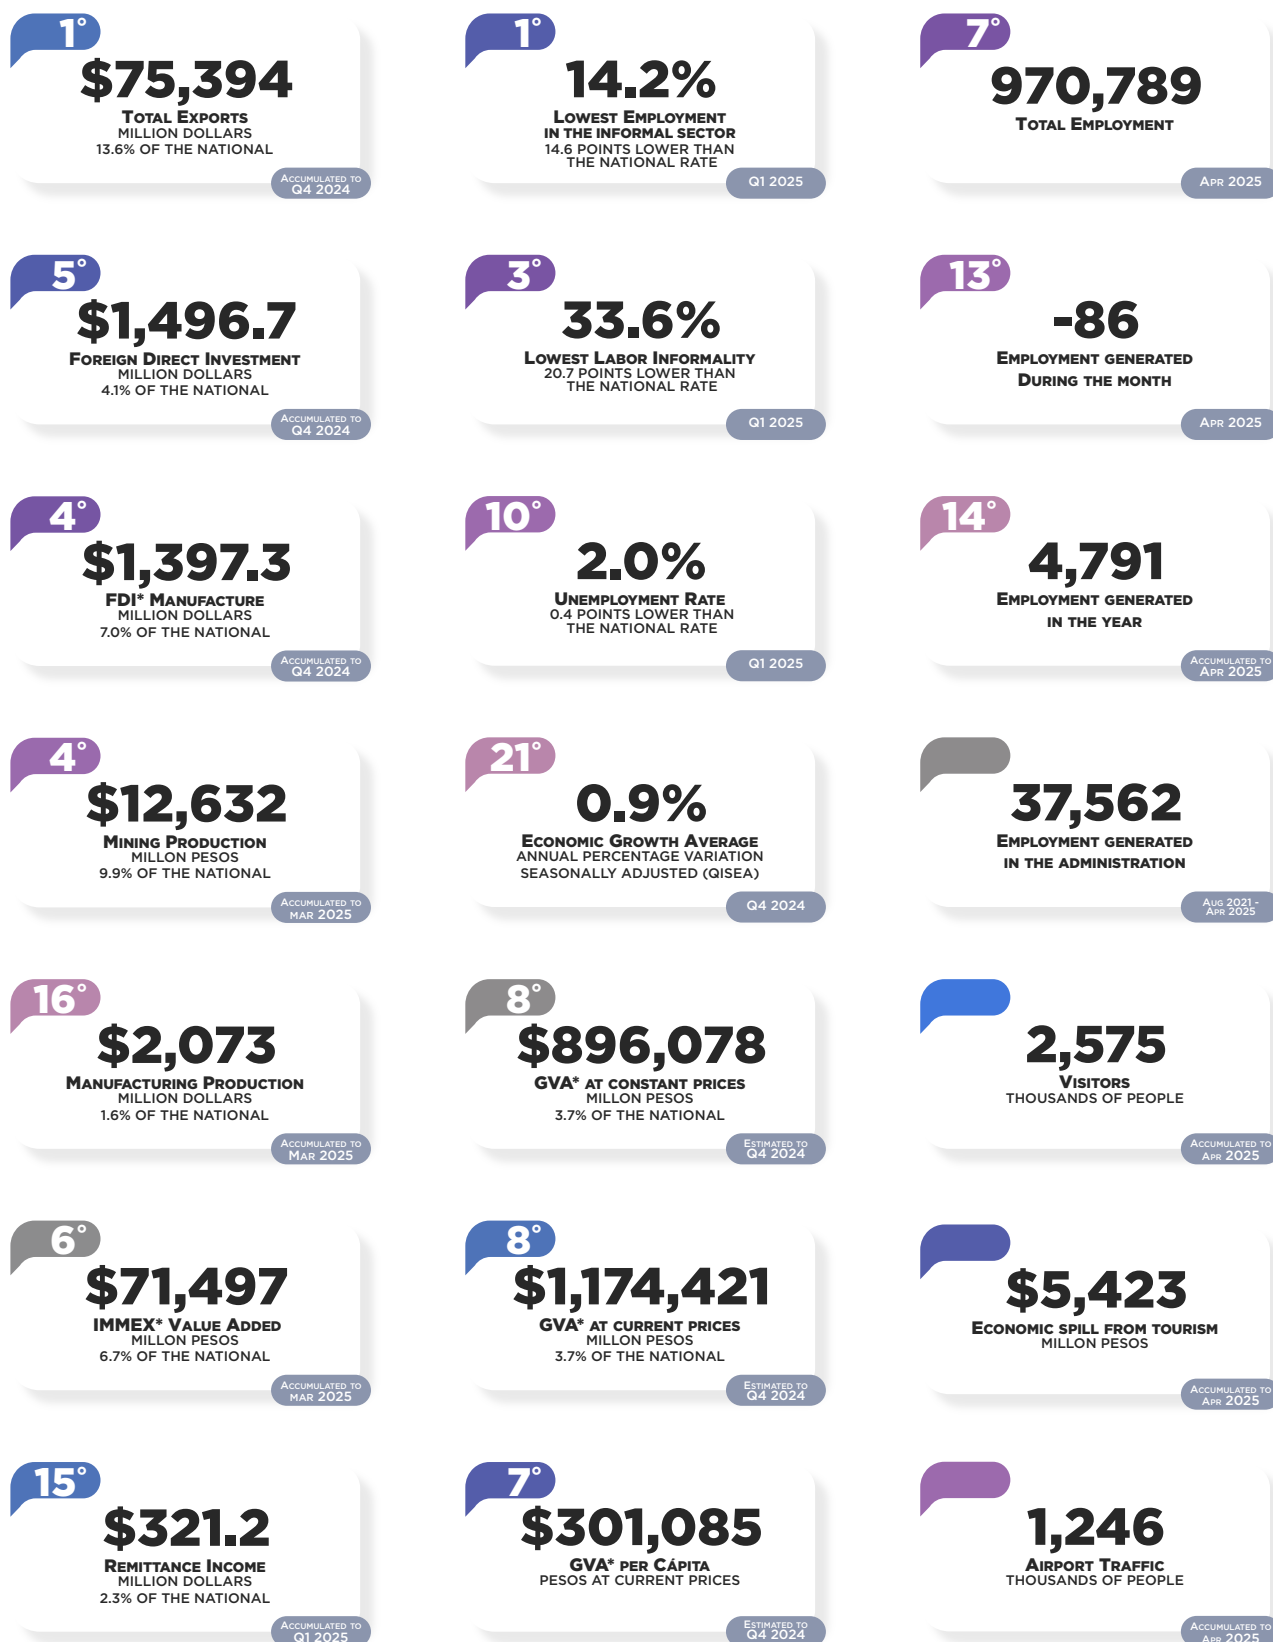 1°
$75,394
Total Exports
MILLION DOLLARS
13.6% OF THE NATIONAL
Accumulated to
Q4 2024
1°
14.2%
Lowest Employment
in the informal sector
14.6 POINTS LOWER THAN
THE NATIONAL RATE
Q1 2025
7°
970,789
Total Employment
Apr 2025
5°
$1,496.7
Foreign Direct Investment
MILLION DOLLARS
4.1% OF THE NATIONAL
Accumulated to
Q4 2024
3°
33.6%
Lowest Labor Informality
20.7 POINTS LOWER THAN
THE NATIONAL RATE
Q1 2025
13°
-86
employment generated
During the month
Apr 2025
4°
$1,397.3
FDI* Manufacture
MILLION DOLLARS
7.0% OF THE NATIONAL
Accumulated to
Q4 2024
10°
2.0%
Unemployment Rate
0.4 POINTS LOWER THAN
THE NATIONAL RATE
Q1 2025
14°
4,791
Employment generated
in the year
Accumulated to
Apr 2025
4°
$12,632
Mining Production
MILLON PESOS
9.9% OF THE NATIONAL
Accumulated to
mar 2025
21°
0.9%
Economic Growth Average
ANNUAL PERCENTAGE VARIATION
SEASONALLY ADJUSTED (QISEA)
Q4 2024
37,562
Employment generated
in the administration
Aug 2021 -
Apr 2025
16°
$2,073
Manufacturing Production
MILLION DOLLARS
1.6% OF THE NATIONAL
Accumulated to
Mar 2025
8°
$896,078
GVA* at constant prices
MILLON PESOS
3.7% OF THE NATIONAL
Estimated to
Q4 2024
2,575
Visitors
THOUSANDS OF PEOPLE
Accumulated to
Apr 2025
6°
$71,497
IMMEX* Value Added
MILLON PESOS
6.7% OF THE NATIONAL
Accumulated to
mar 2025
8°
$1,174,421
GVA* at current prices
MILLON PESOS
3.7% OF THE NATIONAL
Estimated to
Q4 2024
$5,423
Economic spill from tourism
MILLON PESOS
Accumulated to
Apr 2025
15°
$321.2
Remittance Income
MILLION DOLLARS
2.3% OF THE NATIONAL
Accumulated to
Q1 2025
7°
$301,085
GVA* per Cápita
PESOS AT CURRENT PRICES
Estimated to
Q4 2024
1,246
Airport Traffic
THOUSANDS OF PEOPLE
Accumulated to
Apr 2025